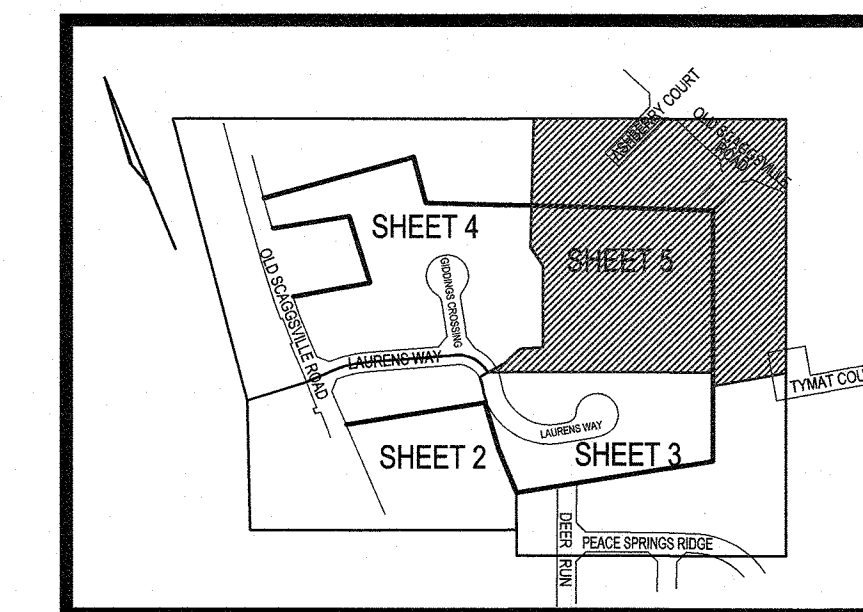 ASHBERRY COURT
OLD SCAGGSVILLE
ROAD
SHEET 4
SHEET 5
OLD SCAGGSVILLE ROAD
GIDDINGS CROSSING
LAURENS WAY
TYMAT COU
LAURENS WAY
SHEET 2
SHEET 3
DEER RUN
PEACE SPRINGS RIDGE